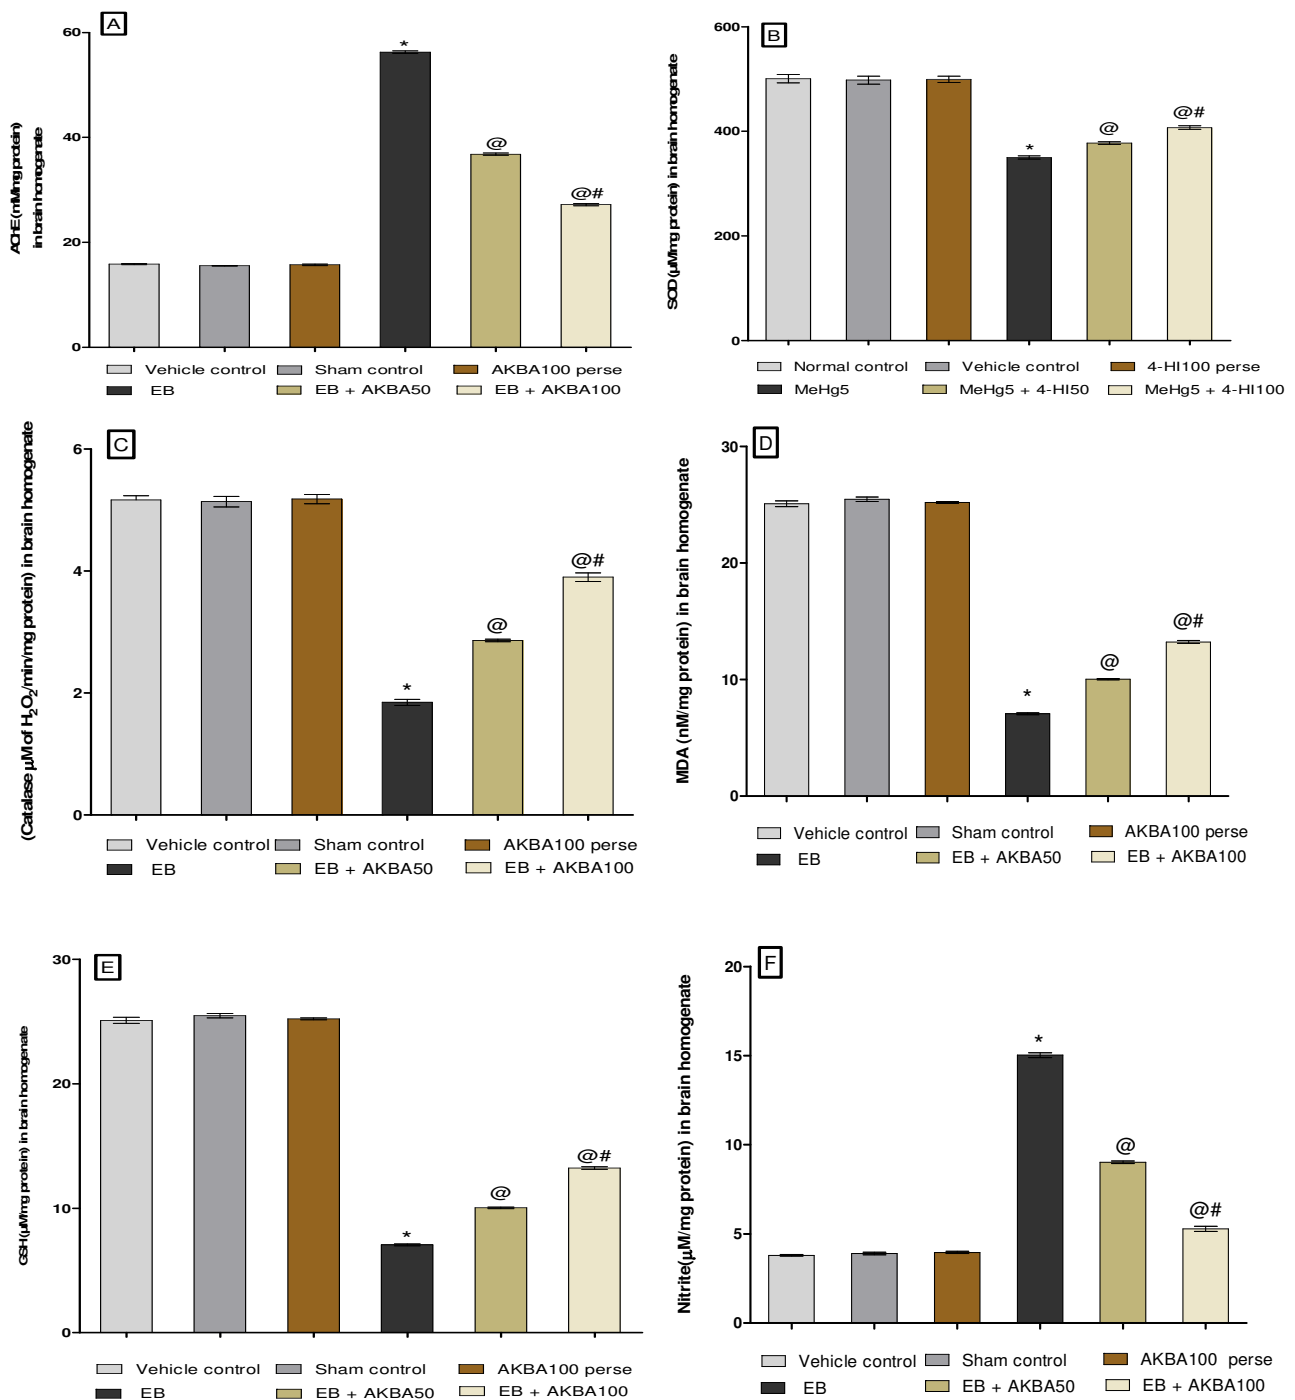 A
60
40
20
0
AChE (mM/mg protein)
in brain homogenate
*
@
@#
Vehicle control
Sham control
AKBA100 perse
EB
EB + AKBA50
EB + AKBA100
B
600
400
200
0
SOD (µM/mg protein) in brain homogenate
*
@
@#
Normal control
Vehicle control
4-HI100 perse
MeHg5
MeHg5 + 4-HI50
MeHg5 + 4-HI100
C
6
4
2
0
(Catalase µM of H₂O₂/min/mg protein) in brain homogenate
*
@
@#
Vehicle control
Sham control
AKBA100 perse
EB
EB + AKBA50
EB + AKBA100
D
30
20
10
0
MDA (nM/mg protein) in brain homogenate
*
@
@#
Vehicle control
Sham control
AKBA100 perse
EB
EB + AKBA50
EB + AKBA100
E
30
20
10
0
GSH (µM/mg protein) in brain homogenate
*
@
@#
Vehicle control
Sham control
AKBA100 perse
EB
EB + AKBA50
EB + AKBA100
F
20
15
10
5
0
Nitrite(µM/mg protein) in brain homogenate
*
@
@#
Vehicle control
Sham control
AKBA100 perse
EB
EB + AKBA50
EB + AKBA100